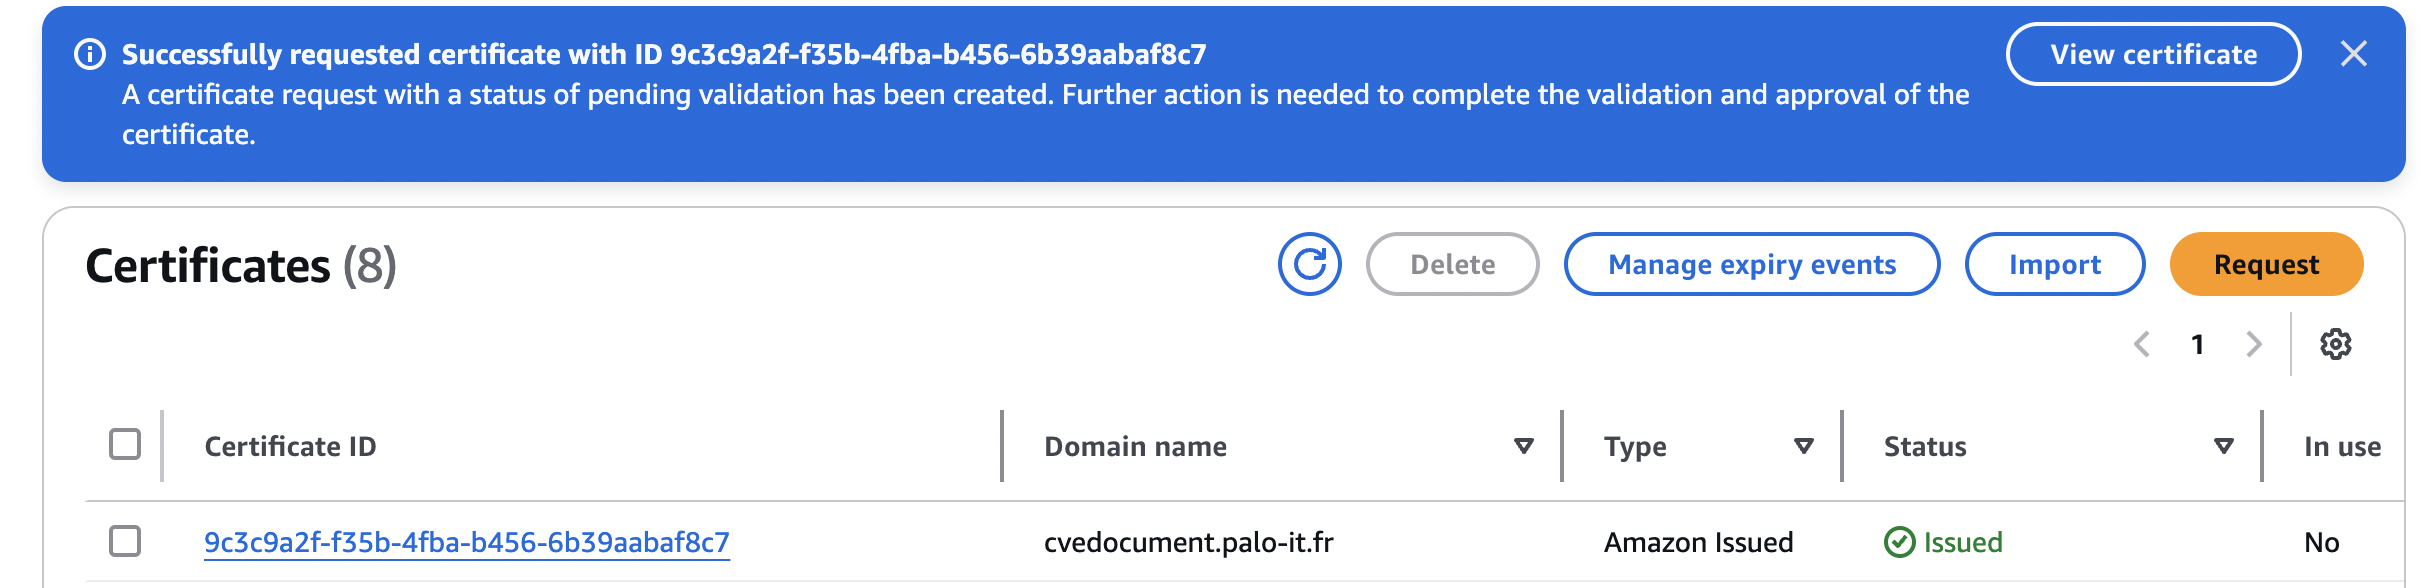 Successfully requested certificate with ID 9c3c9a2f-f35b-4fba-b456-6b39aabaf8c7
View certificate
A certificate request with a status of pending validation has been created. Further action is needed to complete the validation and approval of the
certificate.
Certificates (8)
Delete
Manage expiry events
Import
Request
1
Certificate ID
Domain name
Type
Status
In use
9c3c9a2f-f35b-4fba-b456-6b39aabaf8c7
cvedocument.palo-it.fr
Amazon Issued
Issued
No